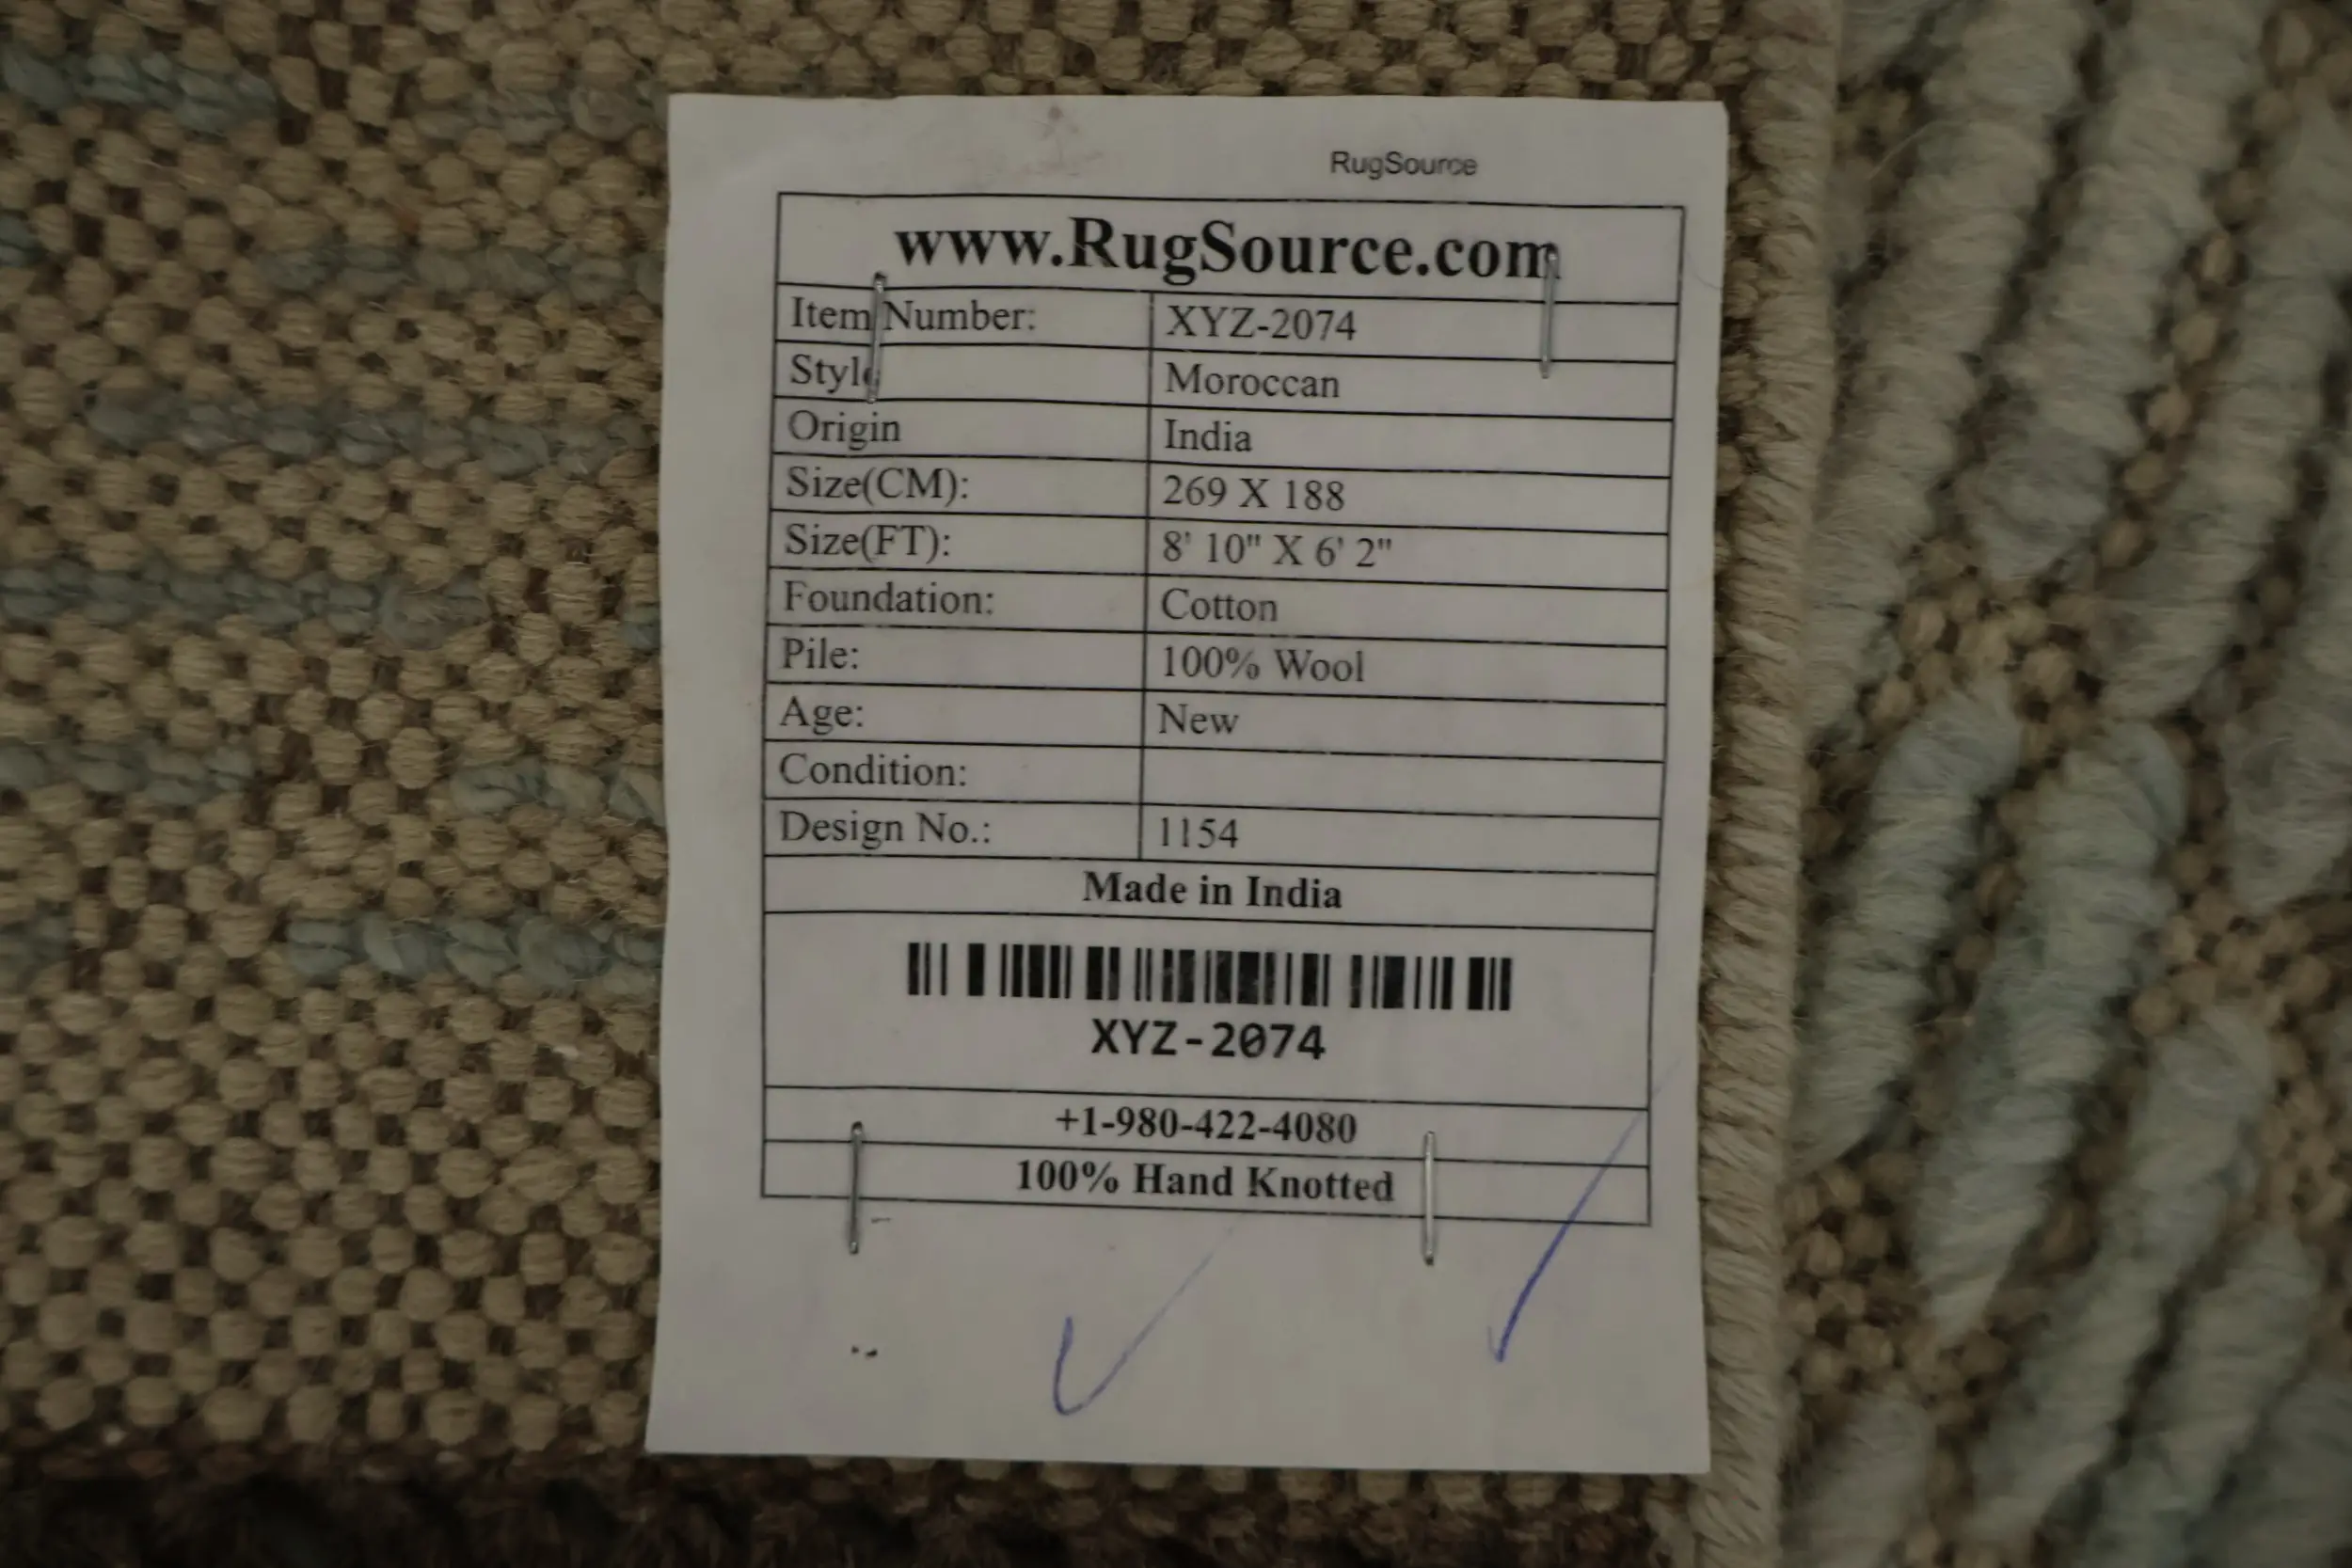 RugSource
www.RugSource.com
Item Number: XYZ-2074
Style Moroccan
Origin India
Size(CM): 269 X 188
Size(FT): 8' 10" X 6' 2"
Foundation: Cotton
Pile: 100% Wool
Age: New
Condition:
Design No.: 1154
Made in India
XYZ-2074
+1-980-422-4080
100% Hand Knotted